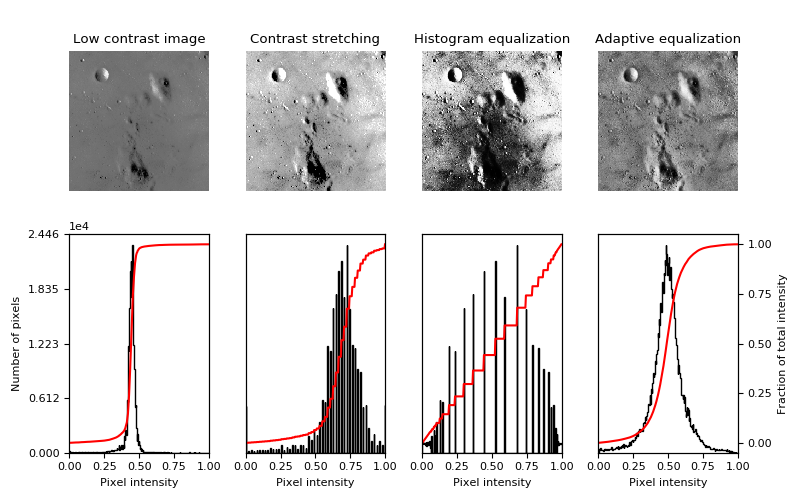 Low contrast image Contrast stretching Histogram equalization Adaptive equalization
1e4
2.446 1.00
1.835 0.75
1.223 0.50
0.612 0.25
0.000 0.00
Number of pixels
Fraction of total intensity
0.00 0.25 0.50 0.75 1.00 0.00 0.25 0.50 0.75 1.00 0.00 0.25 0.50 0.75 1.00 0.00 0.25 0.50 0.75 1.00
Pixel intensity Pixel intensity Pixel intensity Pixel intensity